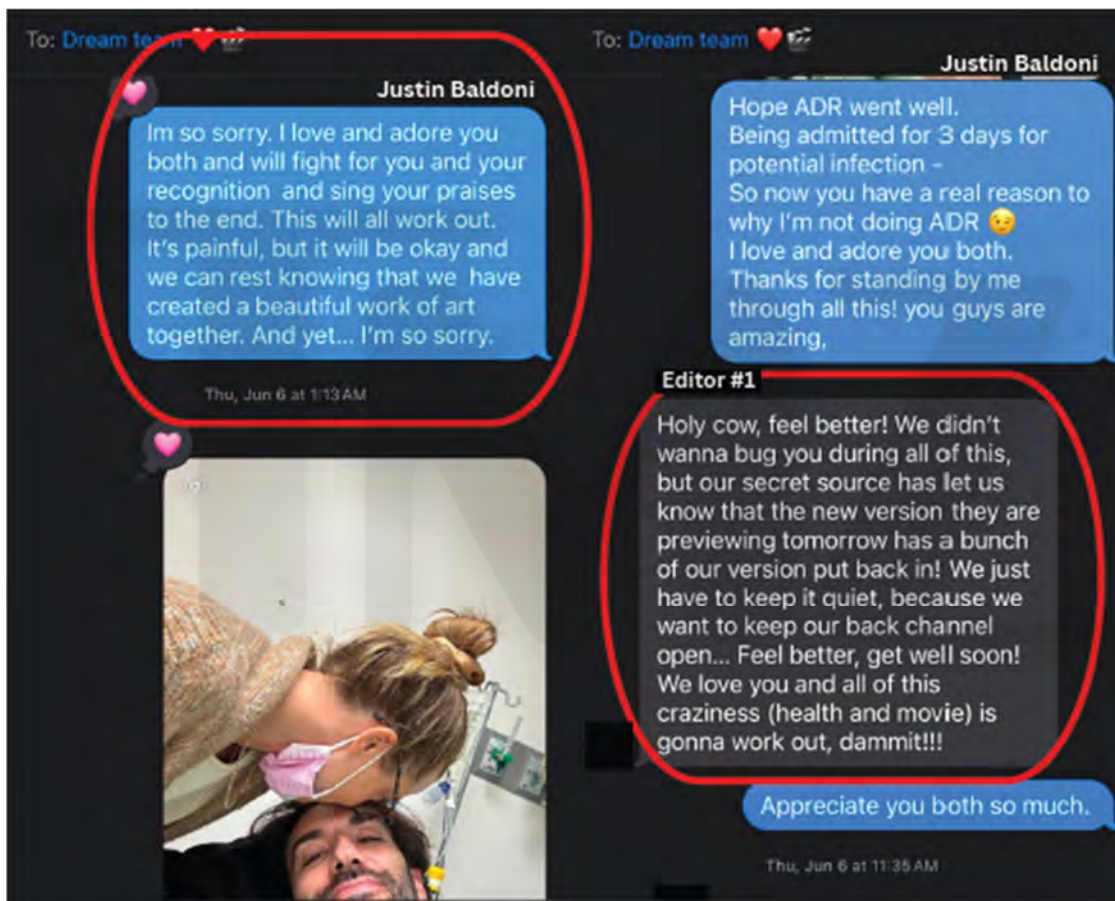 To: Dream team ❤️🎬
Justin Baldoni
Im so sorry. I love and adore you
both and will fight for you and your
recognition and sing your praises
to the end. This will all work out.
It's painful, but it will be okay and
we can rest knowing that we have
created a beautiful work of art
together. And yet... I'm so sorry.
Thu, Jun 6 at 1:13 AM
To: Dream team ❤️🎬
Justin Baldoni
Hope ADR went well.
Being admitted for 3 days for
potential infection -
So now you have a real reason to
why I'm not doing ADR 😉
I love and adore you both.
Thanks for standing by me
through all this! you guys are
amazing,
Editor #1
Holy cow, feel better! We didn't
wanna bug you during all of this,
but our secret source has let us
know that the new version they are
previewing tomorrow has a bunch
of our version put back in! We just
have to keep it quiet, because we
want to keep our back channel
open... Feel better, get well soon!
We love you and all of this
craziness (health and movie) is
gonna work out, dammit!!!
Appreciate you both so much.
Thu, Jun 6 at 11:35 AM